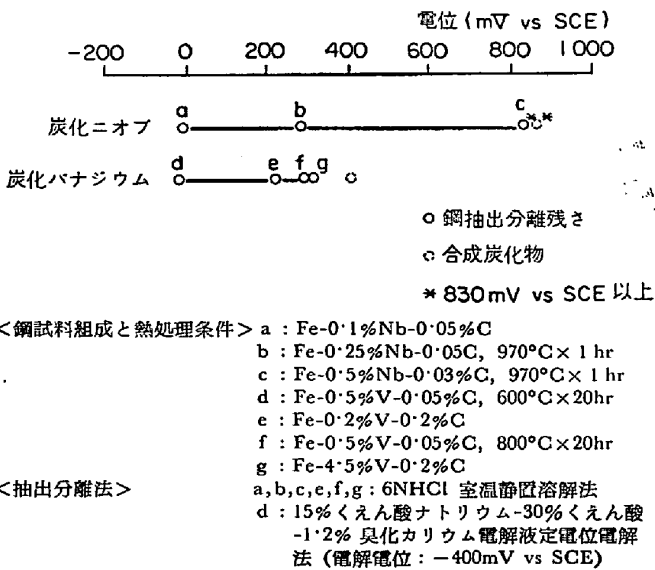 電位 (mV vs SCE)
-200 0 200 400 600 800 1000
a b c * *
炭化ニオブ
d e f g
炭化バナジウム
○ 鋼抽出分離残さ
○ 合成炭化物
* 830mV vs SCE 以上
<鋼試料組成と熱処理条件> a : Fe-0·1%Nb-0·05%C
b : Fe-0·25%Nb-0·05C, 970°C×1 hr
c : Fe-0·5%Nb-0·03%C, 970°C×1 hr
d : Fe-0·5%V-0·05%C, 600°C×20hr
e : Fe-0·2%V-0·2%C
f : Fe-0·5%V-0·05%C, 800°C×20hr
g : Fe-4·5%V-0·2%C
<抽出分離法> a,b,c,e,f,g : 6NHCl 室温静置溶解法
d : 15%くえん酸ナトリウム-30%くえん酸
-1·2% 臭化カリウム電解液定電位電解
法 (電解電位 : -400mV vs SCE)